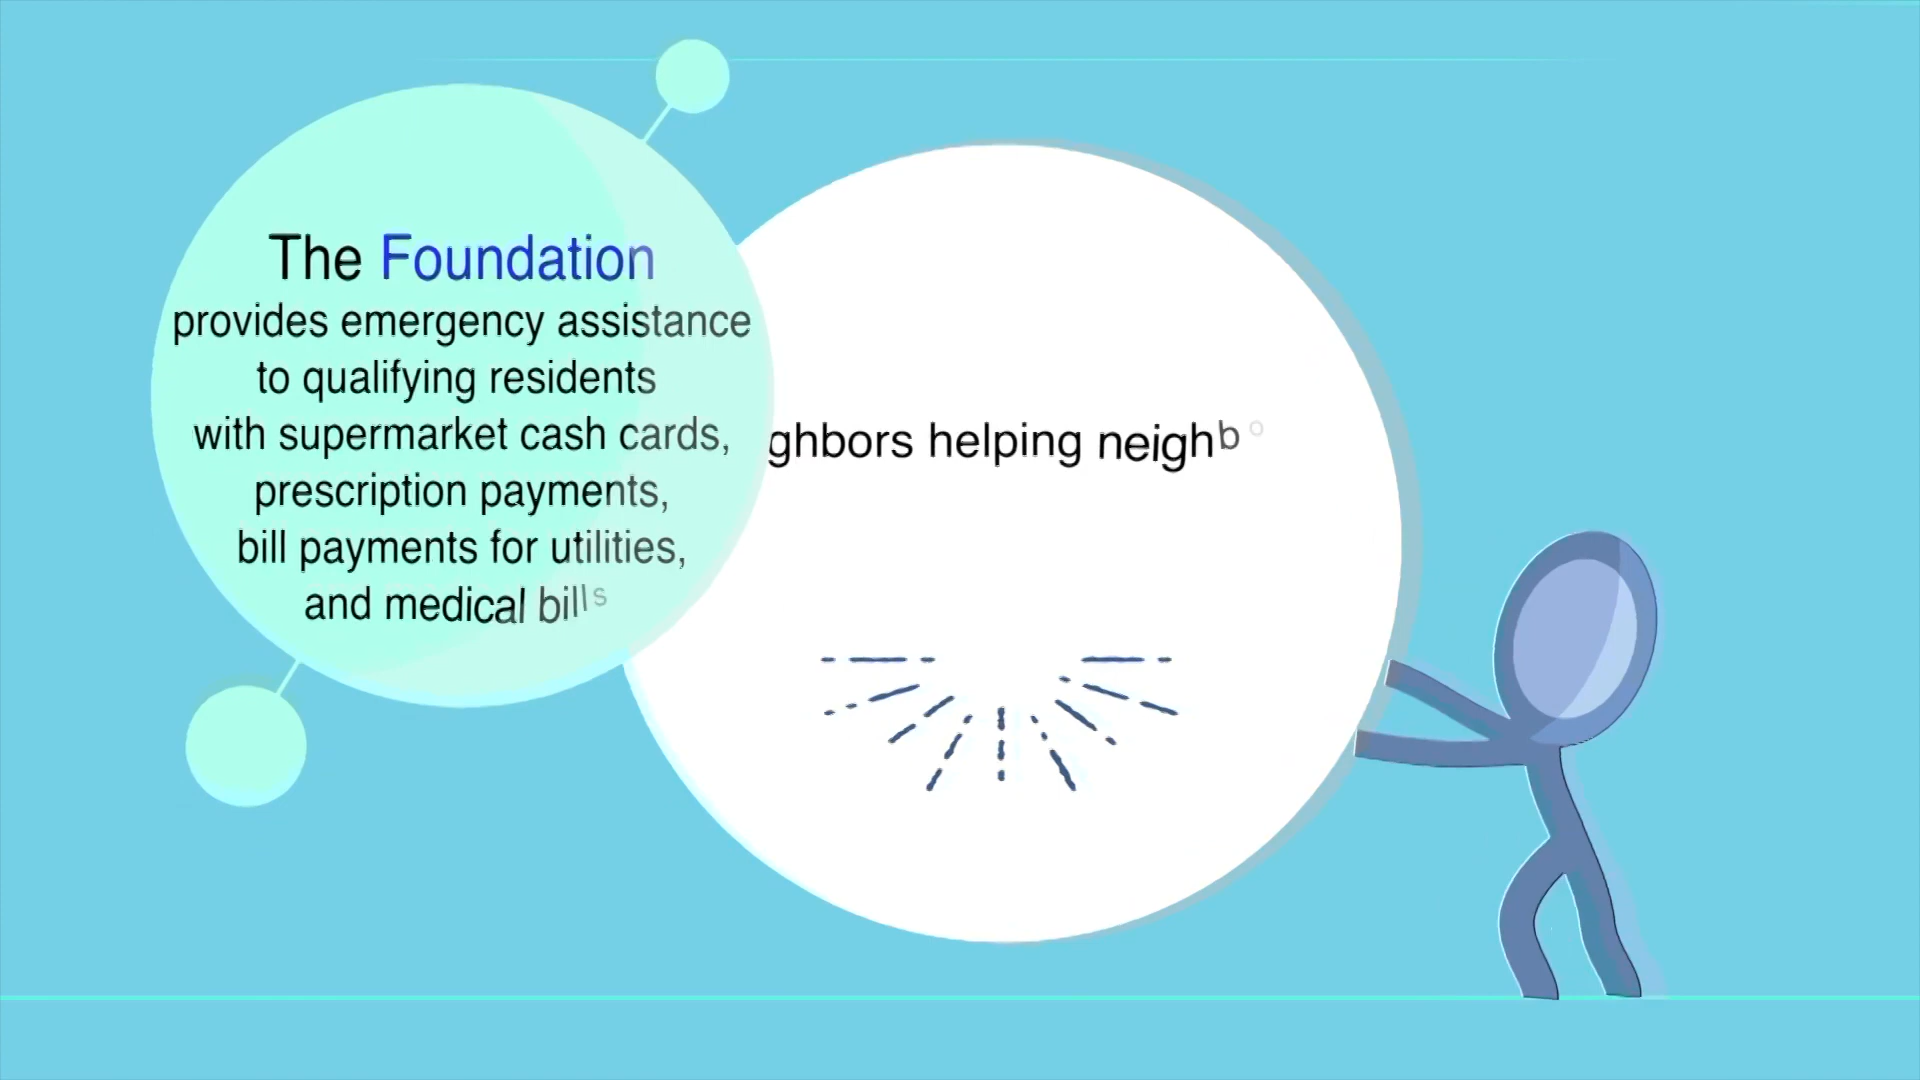 The Foundation
provides emergency assistance
to qualifying residents
with supermarket cash cards,
prescription payments,
bill payments for utilities,
and medical bills
ghbors helping neighbo